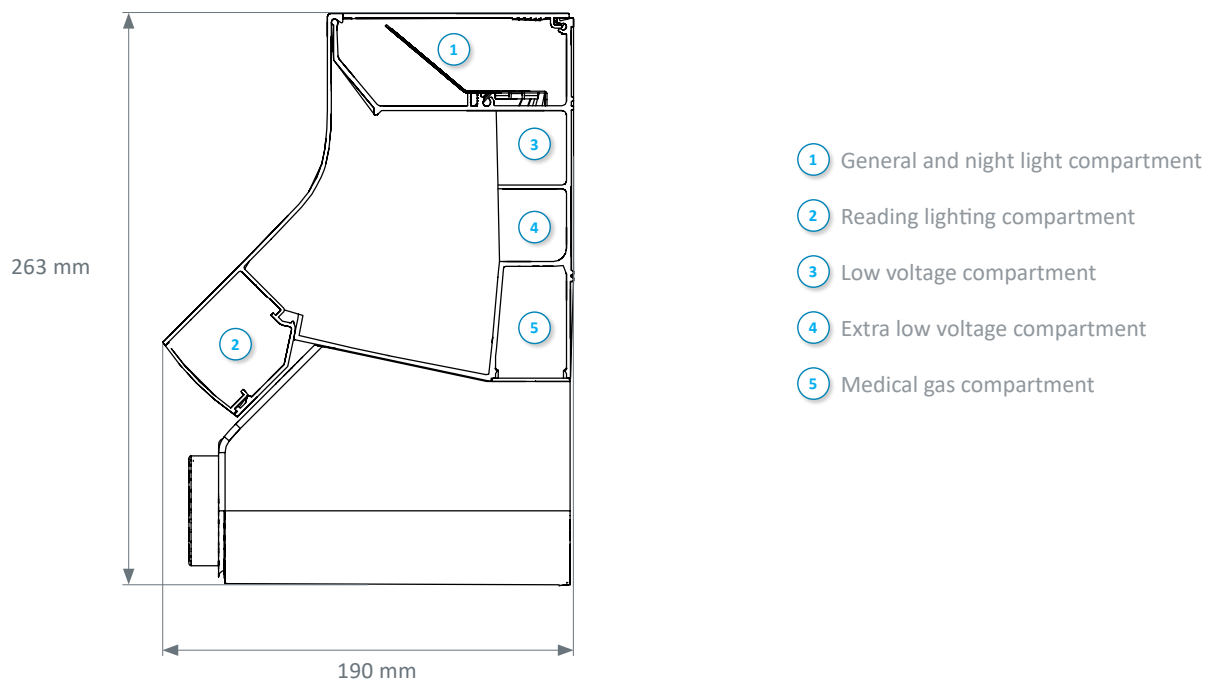 1
3
4
263 mm
5
2
190 mm
1 General and night light compartment
2 Reading lighting compartment
3 Low voltage compartment
4 Extra low voltage compartment
5 Medical gas compartment